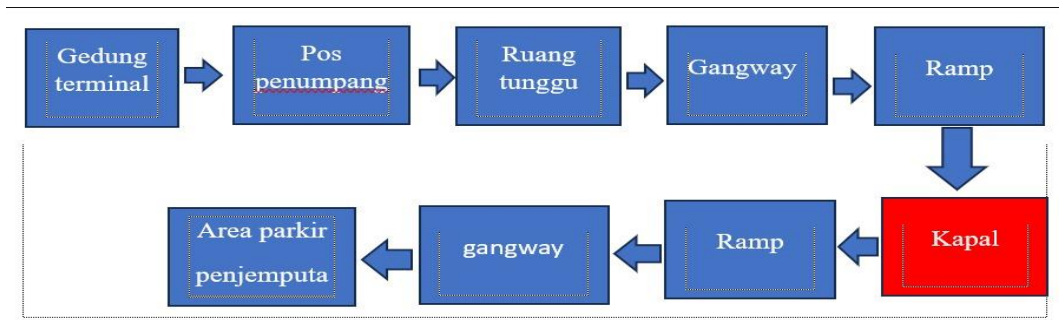 Gedung
terminal
Pos
penumpang
Ruang
tunggu
Gangway
Ramp
Kapal
Ramp
gangway
Area parkir
penjemputa